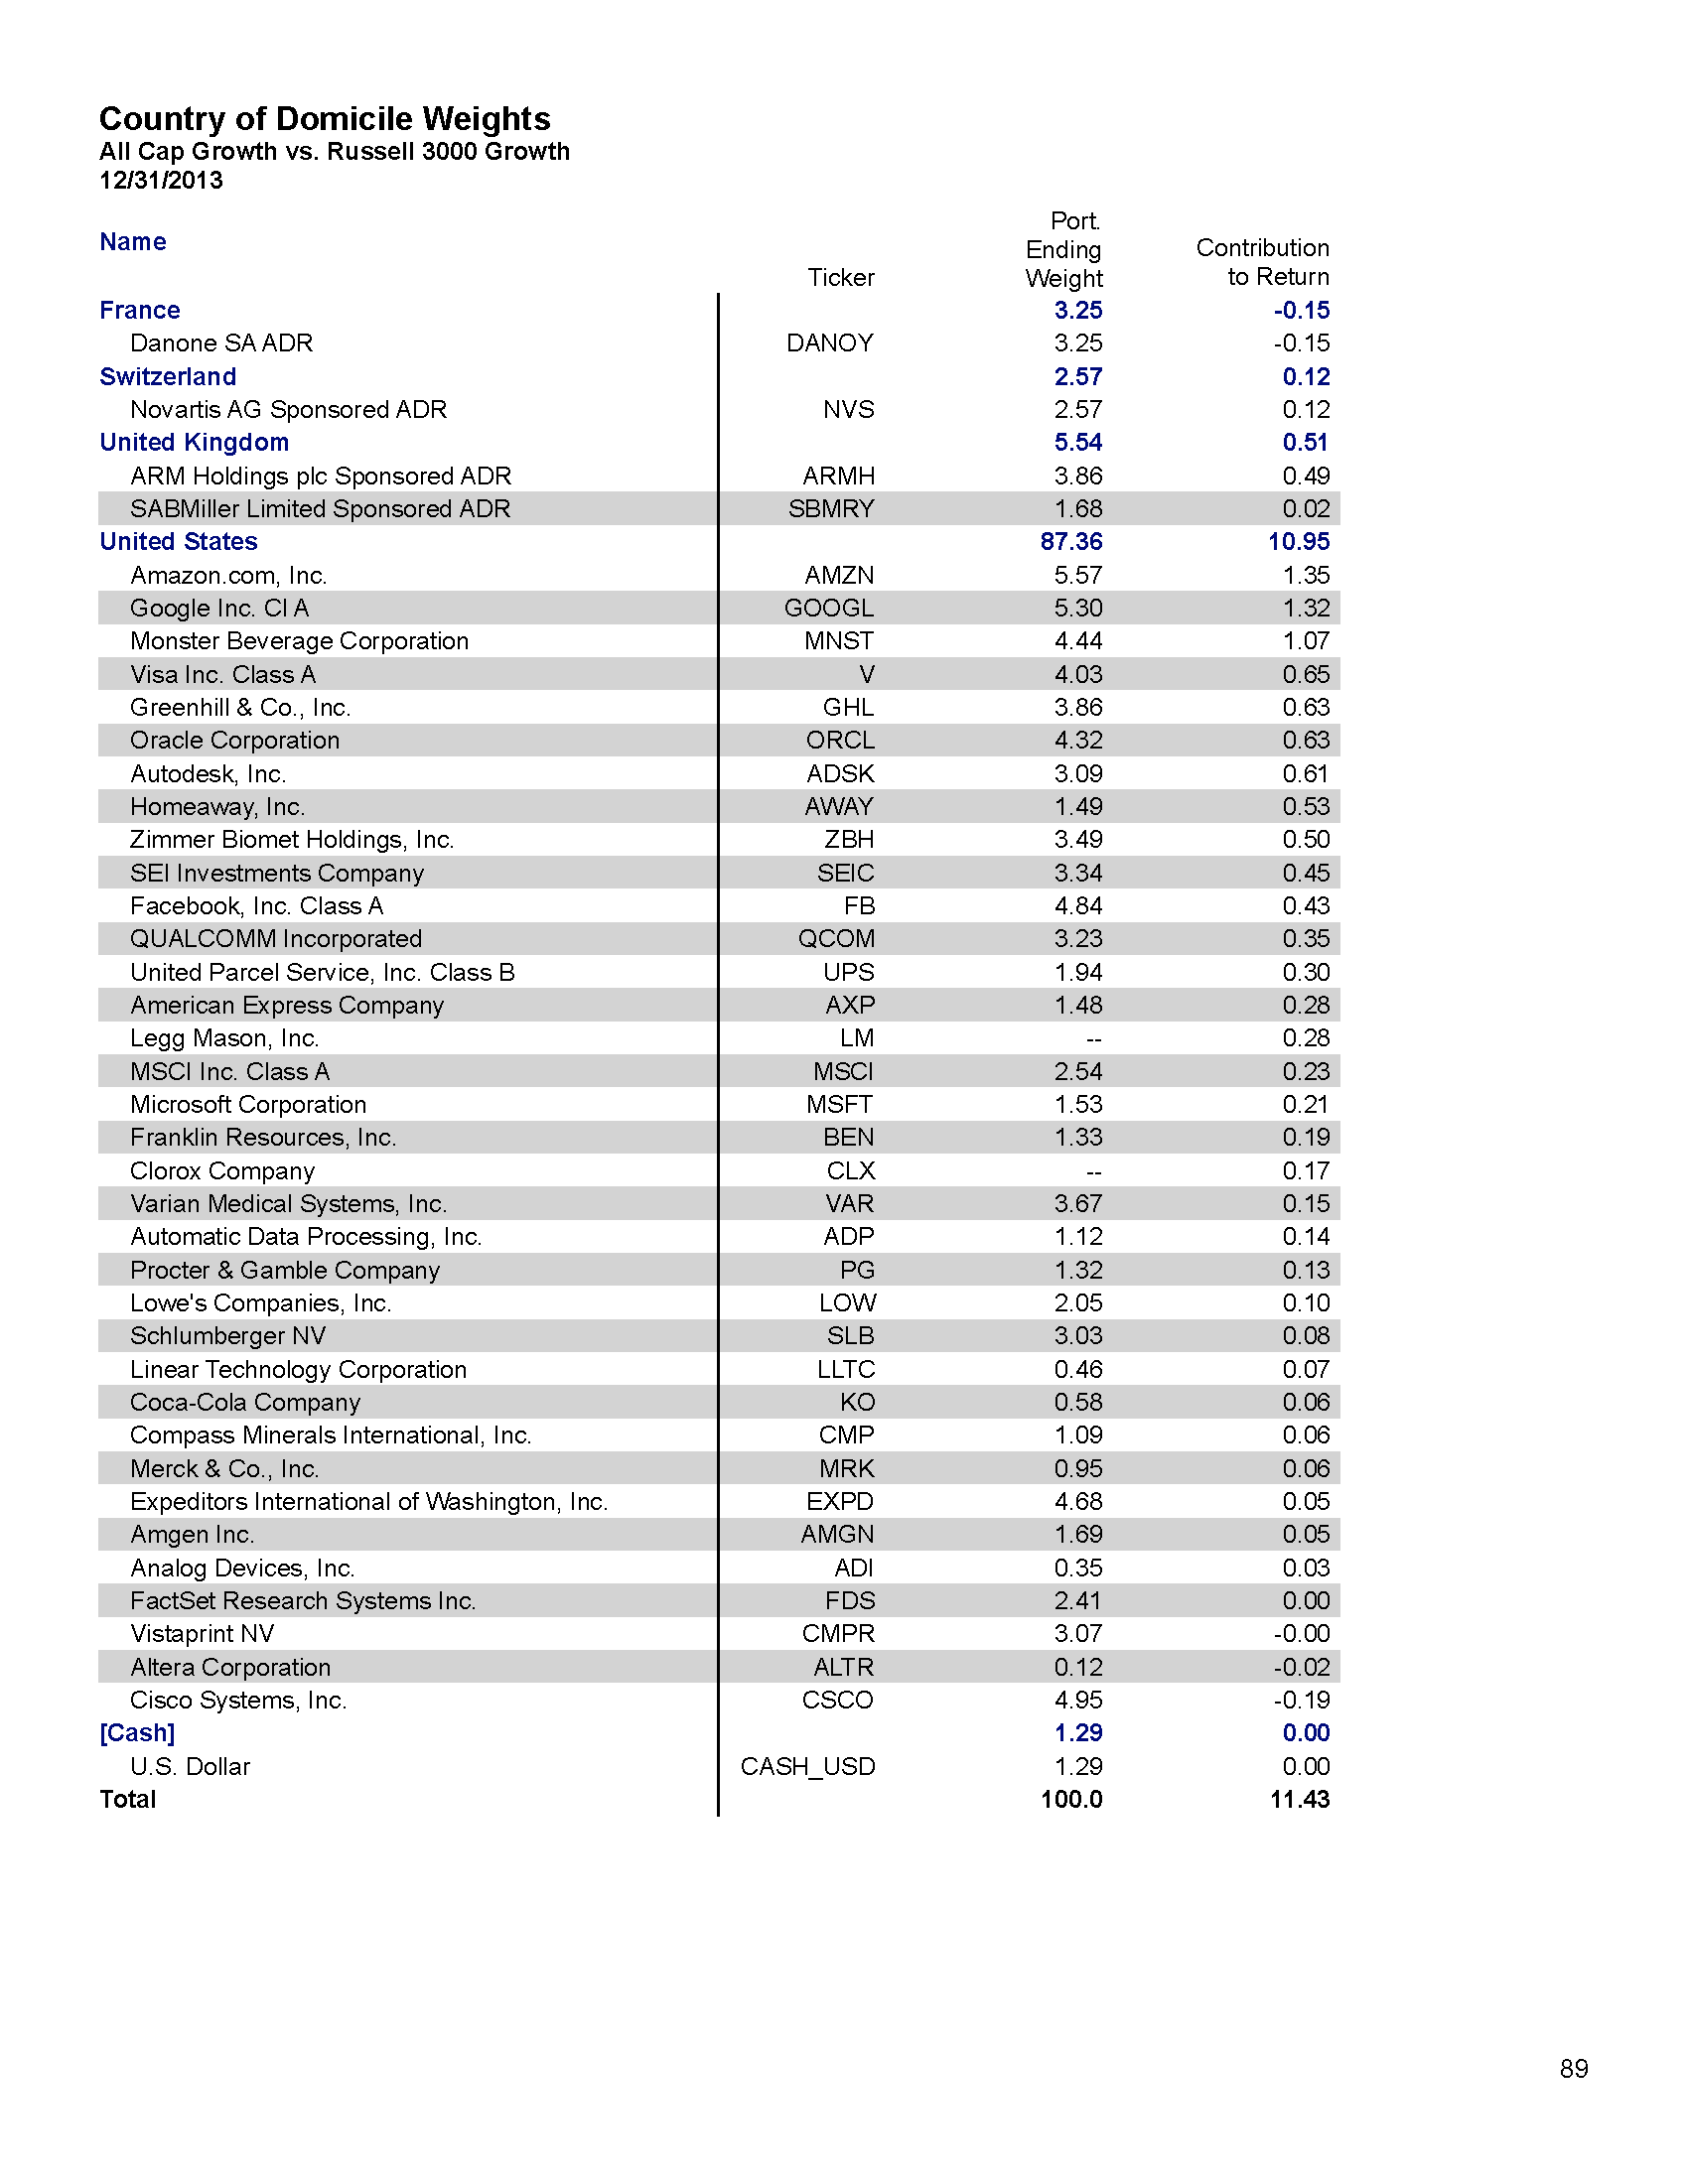 Country of Domicile Weights
All Cap Growth vs. Russell 3000 Growth
12/31/2013
Name Ticker Port. Ending Weight Contribution to Return
France 3.25 -0.15
Danone SA ADR DANOY 3.25 -0.15
Switzerland 2.57 0.12
Novartis AG Sponsored ADR NVS 2.57 0.12
United Kingdom 5.54 0.51
ARM Holdings plc Sponsored ADR ARMH 3.86 0.49
SABMiller Limited Sponsored ADR SBMRY 1.68 0.02
United States 87.36 10.95
Amazon.com, Inc. AMZN 5.57 1.35
Google Inc. Cl A GOOGL 5.30 1.32
Monster Beverage Corporation MNST 4.44 1.07
Visa Inc. Class A V 4.03 0.65
Greenhill & Co., Inc. GHL 3.86 0.63
Oracle Corporation ORCL 4.32 0.63
Autodesk, Inc. ADSK 3.09 0.61
Homeaway, Inc. AWAY 1.49 0.53
Zimmer Biomet Holdings, Inc. ZBH 3.49 0.50
SEI Investments Company SEIC 3.34 0.45
Facebook, Inc. Class A FB 4.84 0.43
QUALCOMM Incorporated QCOM 3.23 0.35
United Parcel Service, Inc. Class B UPS 1.94 0.30
American Express Company AXP 1.48 0.28
Legg Mason, Inc. LM -- 0.28
MSCI Inc. Class A MSCI 2.54 0.23
Microsoft Corporation MSFT 1.53 0.21
Franklin Resources, Inc. BEN 1.33 0.19
Clorox Company CLX -- 0.17
Varian Medical Systems, Inc. VAR 3.67 0.15
Automatic Data Processing, Inc. ADP 1.12 0.14
Procter & Gamble Company PG 1.32 0.13
Lowe's Companies, Inc. LOW 2.05 0.10
Schlumberger NV SLB 3.03 0.08
Linear Technology Corporation LLTC 0.46 0.07
Coca-Cola Company KO 0.58 0.06
Compass Minerals International, Inc. CMP 1.09 0.06
Merck & Co., Inc. MRK 0.95 0.06
Expeditors International of Washington, Inc. EXPD 4.68 0.05
Amgen Inc. AMGN 1.69 0.05
Analog Devices, Inc. ADI 0.35 0.03
FactSet Research Systems Inc. FDS 2.41 0.00
Vistaprint NV CMPR 3.07 -0.00
Altera Corporation ALTR 0.12 -0.02
Cisco Systems, Inc. CSCO 4.95 -0.19
[Cash] 1.29 0.00
U.S. Dollar CASH_USD 1.29 0.00
Total 100.0 11.43
89